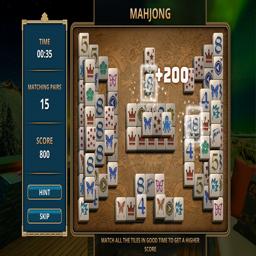 MAHJONG
TIME
00:35
MATCHING PAIRS
15
SCORE
800
HINT
SKIP
+200
MATCH ALL THE TILES IN GOOD TIME TO GET A HIGHER
SCORE